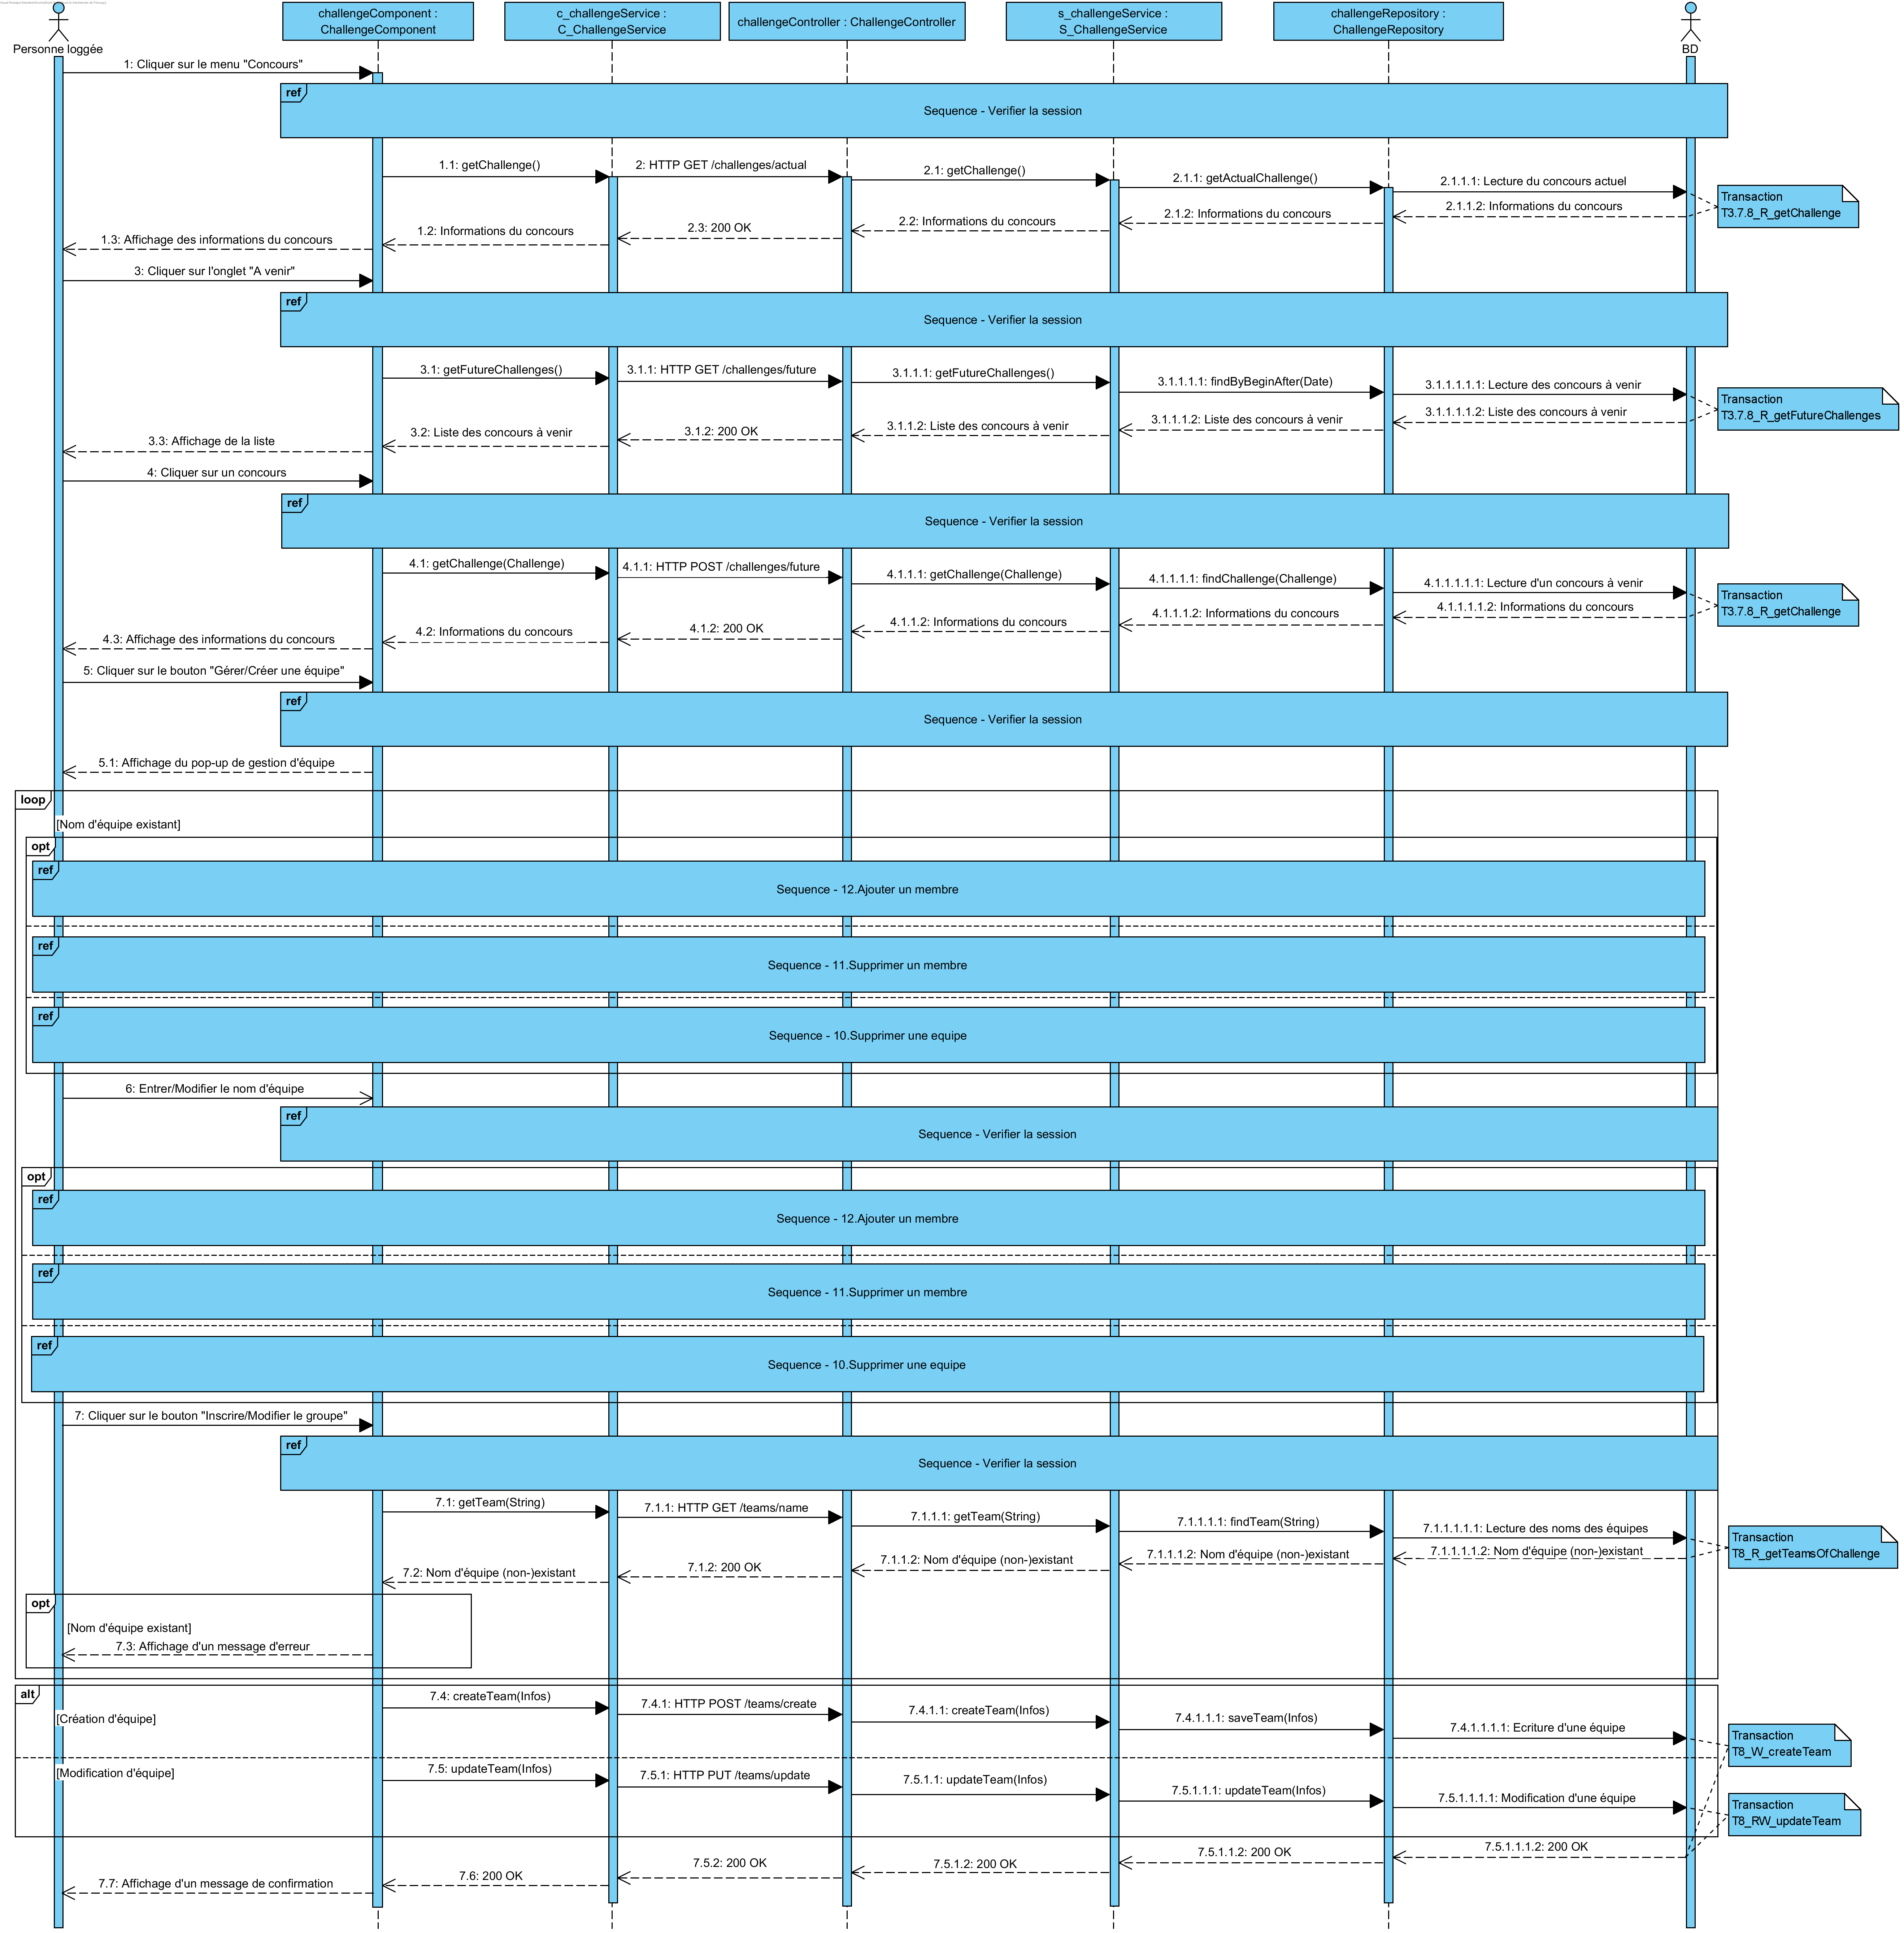 Personne loggée
challengeComponent :
ChallengeComponent
c_challengeService :
C_ChallengeService
challengeController : ChallengeController
s_challengeService :
S_ChallengeService
challengeRepository :
ChallengeRepository
BD
1: Cliquer sur le menu "Concours"
ref
Sequence - Verifier la session
1.1: getChallenge()
2: HTTP GET /challenges/actual
2.1: getChallenge()
2.1.1: getActualChallenge()
2.1.1.1: Lecture du concours actuel
2.1.1.2: Informations du concours
2.1.2: Informations du concours
2.2: Informations du concours
2.3: 200 OK
1.2: Informations du concours
1.3: Affichage des informations du concours
Transaction
T3.7.8_R_getChallenge
3: Cliquer sur l'onglet "A venir"
ref
Sequence - Verifier la session
3.1: getFutureChallenges()
3.1.1: HTTP GET /challenges/future
3.1.1.1: getFutureChallenges()
3.1.1.1.1: findByBeginAfter(Date)
3.1.1.1.1.1: Lecture des concours à venir
3.1.1.1.1.2: Liste des concours à venir
3.1.1.1.2: Liste des concours à venir
3.1.1.2: Liste des concours à venir
3.1.2: 200 OK
3.2: Liste des concours à venir
3.3: Affichage de la liste
Transaction
T3.7.8_R_getFutureChallenges
4: Cliquer sur un concours
ref
Sequence - Verifier la session
4.1: getChallenge(Challenge)
4.1.1: HTTP POST /challenges/future
4.1.1.1: getChallenge(Challenge)
4.1.1.1.1: findChallenge(Challenge)
4.1.1.1.1.1: Lecture d'un concours à venir
4.1.1.1.1.2: Informations du concours
4.1.1.1.2: Informations du concours
4.1.1.2: Informations du concours
4.1.2: 200 OK
4.2: Informations du concours
4.3: Affichage des informations du concours
Transaction
T3.7.8_R_getChallenge
5: Cliquer sur le bouton "Gérer/Créer une équipe"
ref
Sequence - Verifier la session
5.1: Affichage du pop-up de gestion d'équipe
loop
[Nom d'équipe existant]
opt
ref
Sequence - 12.Ajouter un membre
ref
Sequence - 11.Supprimer un membre
ref
Sequence - 10.Supprimer une equipe
6: Entrer/Modifier le nom d'équipe
ref
Sequence - Verifier la session
opt
ref
Sequence - 12.Ajouter un membre
ref
Sequence - 11.Supprimer un membre
ref
Sequence - 10.Supprimer une equipe
7: Cliquer sur le bouton "Inscrire/Modifier le groupe"
ref
Sequence - Verifier la session
7.1: getTeam(String)
7.1.1: HTTP GET /teams/name
7.1.1.1: getTeam(String)
7.1.1.1.1: findTeam(String)
7.1.1.1.1.1: Lecture des noms des équipes
7.1.1.1.1.2: Nom d'équipe (non-)existant
7.1.1.1.2: Nom d'équipe (non-)existant
7.1.1.2: Nom d'équipe (non-)existant
7.1.2: 200 OK
7.2: Nom d'équipe (non-)existant
Transaction
T8_R_getTeamsOfChallenge
opt
[Nom d'équipe existant]
7.3: Affichage d'un message d'erreur
alt
[Création d'équipe]
7.4: createTeam(Infos)
7.4.1: HTTP POST /teams/create
7.4.1.1: createTeam(Infos)
7.4.1.1.1: saveTeam(Infos)
7.4.1.1.1.1: Ecriture d'une équipe
Transaction
T8_W_createTeam
[Modification d'équipe]
7.5: updateTeam(Infos)
7.5.1: HTTP PUT /teams/update
7.5.1.1: updateTeam(Infos)
7.5.1.1.1: updateTeam(Infos)
7.5.1.1.1.1: Modification d'une équipe
Transaction
T8_RW_updateTeam
7.5.1.1.1.2: 200 OK
7.5.1.1.2: 200 OK
7.5.1.2: 200 OK
7.5.2: 200 OK
7.6: 200 OK
7.7: Affichage d'un message de confirmation